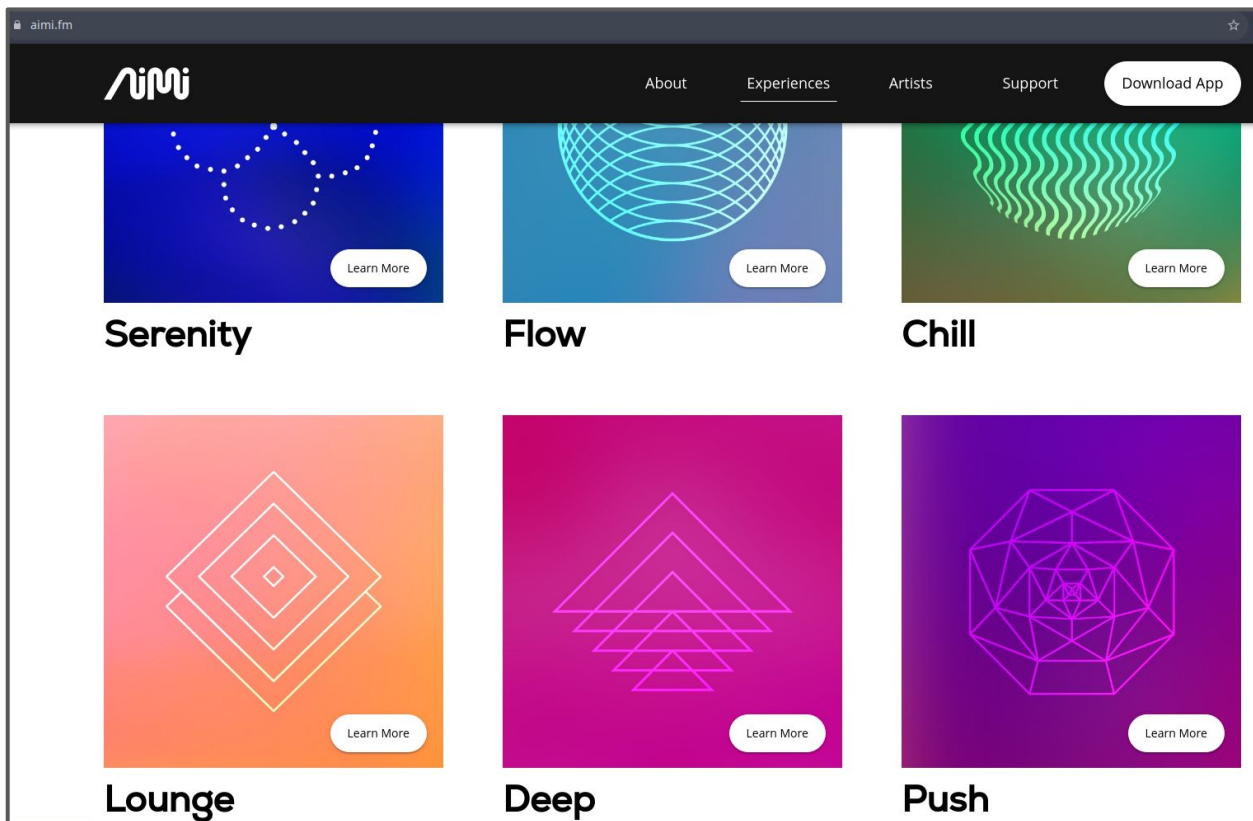 aimi.fm
AiMi
About Experiences Artists Support Download App
Learn More Learn More Learn More
Serenity Flow Chill
Learn More Learn More Learn More
Lounge Deep Push